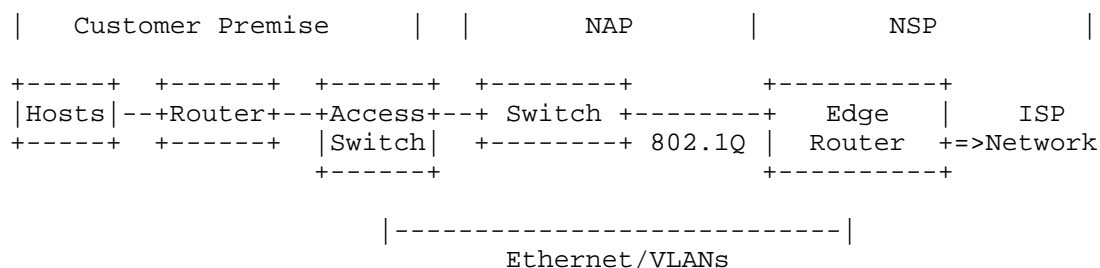 |   Customer Premise     |  |       NAP       |        NSP         |
+-----+  +------+  +------+  +--------+        +----------+
|Hosts|--+Router+--+Access+--+ Switch +--------+   Edge   |    ISP
+-----+  +------+  |Switch|  +--------+ 802.1Q |  Router  +=>Network
                   +------+                    +----------+
                       |----------------------------|
                               Ethernet/VLANs